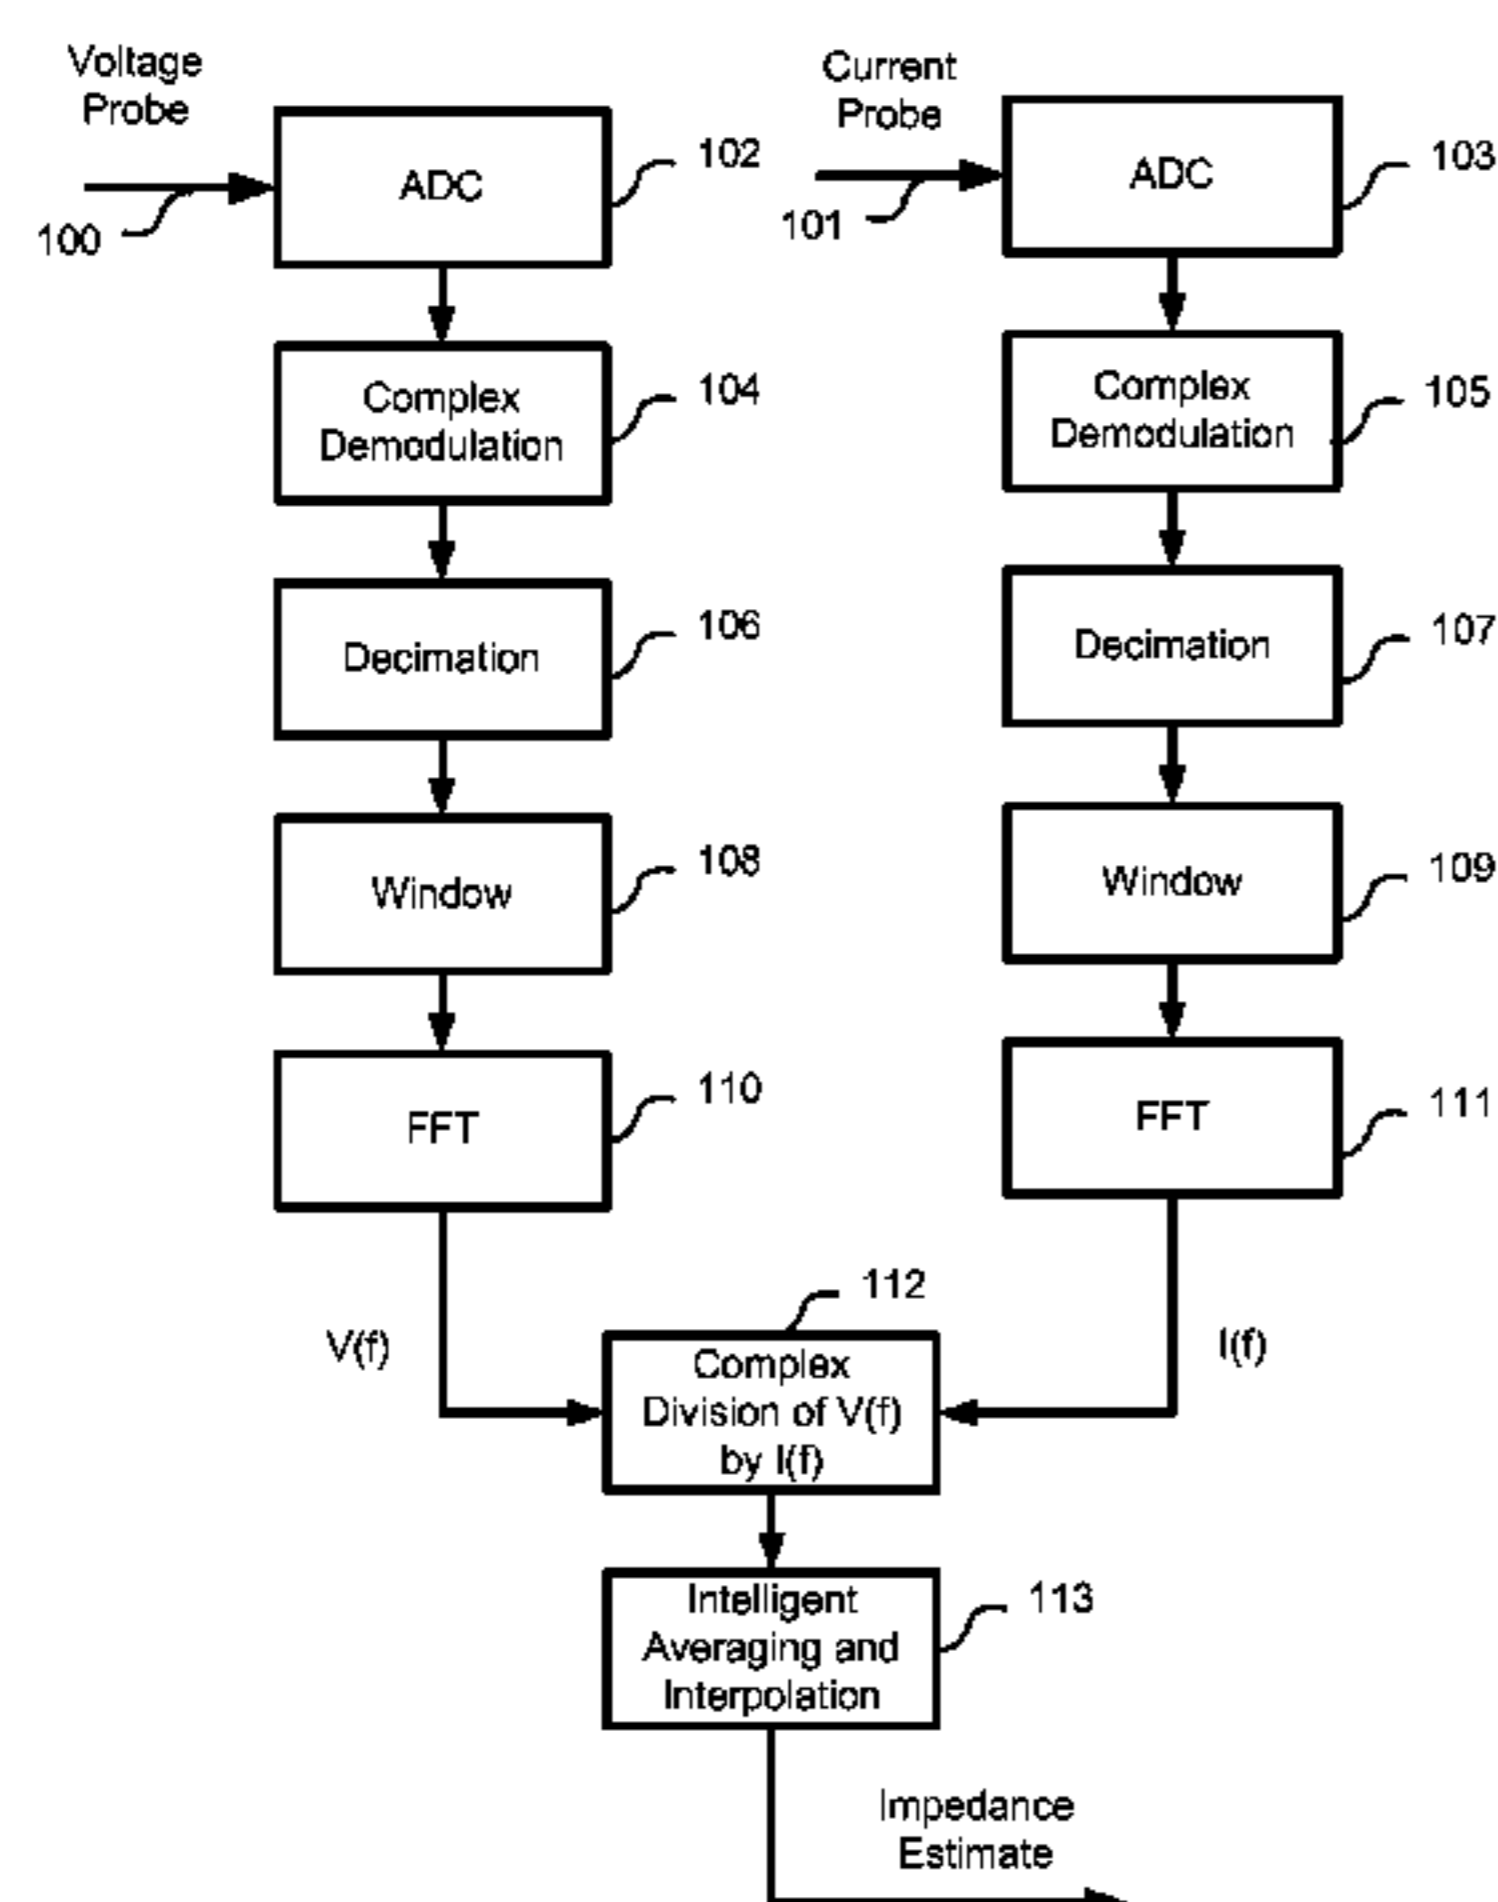 Voltage
Probe
100
ADC
102
Current
Probe
101
ADC
103
Complex
Demodulation
104
Complex
Demodulation
105
Decimation
106
Decimation
107
Window
108
Window
109
FFT
110
FFT
111
V(f)
I(f)
112
Complex
Division of V(f)
by I(f)
Intelligent
Averaging and
Interpolation
113
Impedance
Estimate